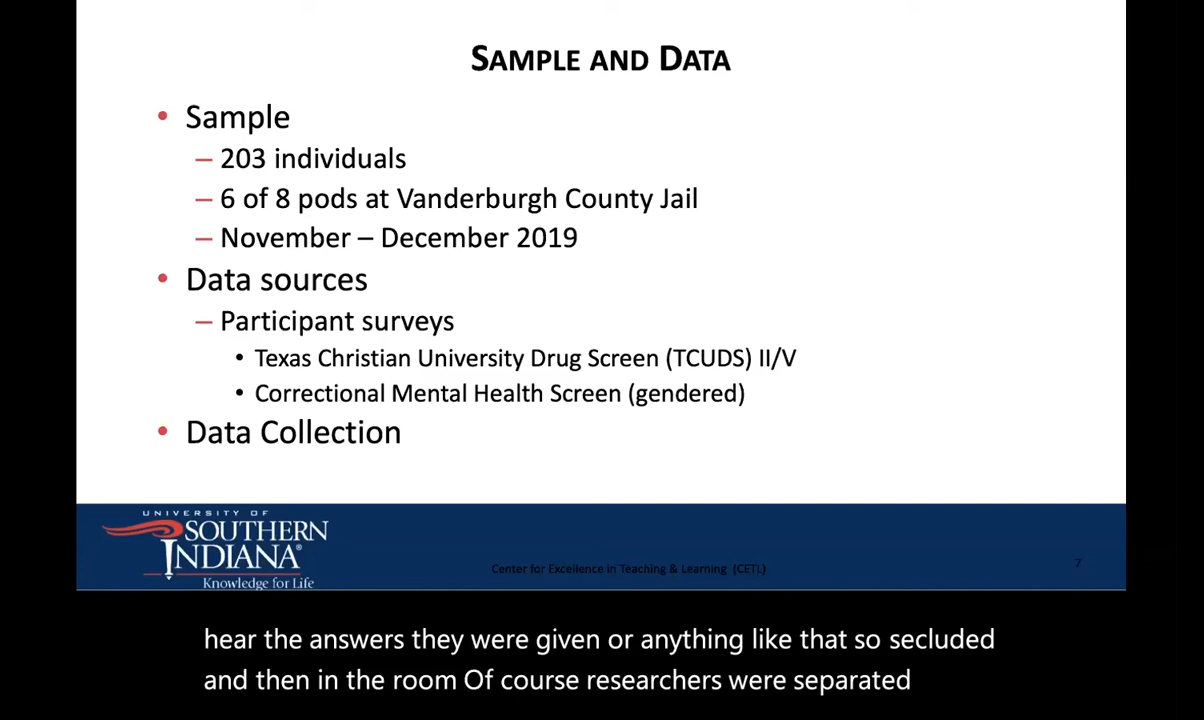 SAMPLE AND DATA
• Sample
– 203 individuals
– 6 of 8 pods at Vanderburgh County Jail
– November – December 2019
• Data sources
– Participant surveys
• Texas Christian University Drug Screen (TCUDS) II/V
• Correctional Mental Health Screen (gendered)
• Data Collection
UNIVERSITY OF
SOUTHERN
INDIANA®
Knowledge for Life
Center for Excellence in Teaching & Learning (CETL)
7
hear the answers they were given or anything like that so secluded
and then in the room Of course researchers were separated